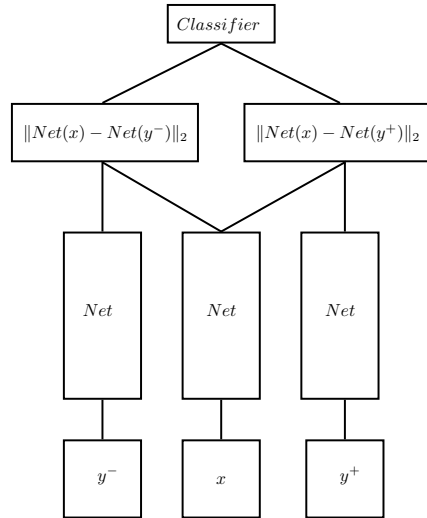 Classifier
‖Net(x) − Net(y⁻)‖₂ ‖Net(x) − Net(y⁺)‖₂
Net Net Net
y⁻ x y⁺